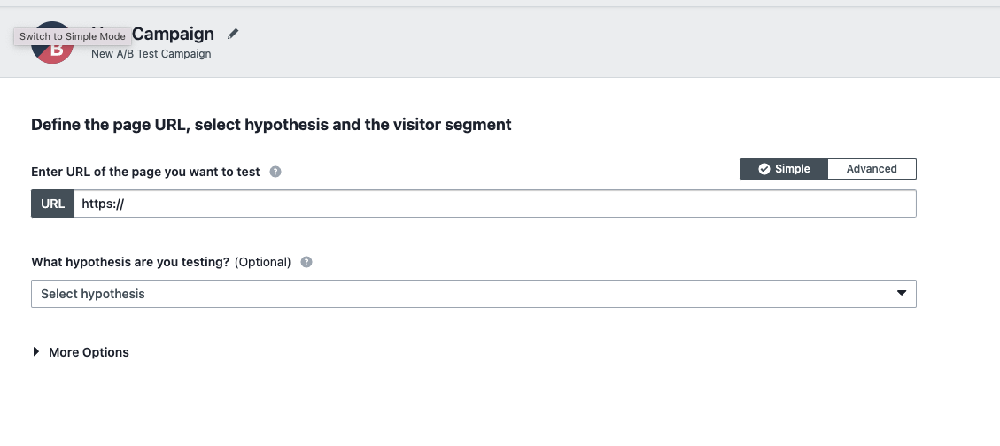 Switch to Simple Mode
Campaign
B
New A/B Test Campaign
Define the page URL, select hypothesis and the visitor segment
Enter URL of the page you want to test ?
Simple
Advanced
URL
https://
What hypothesis are you testing? (Optional) ?
Select hypothesis
More Options